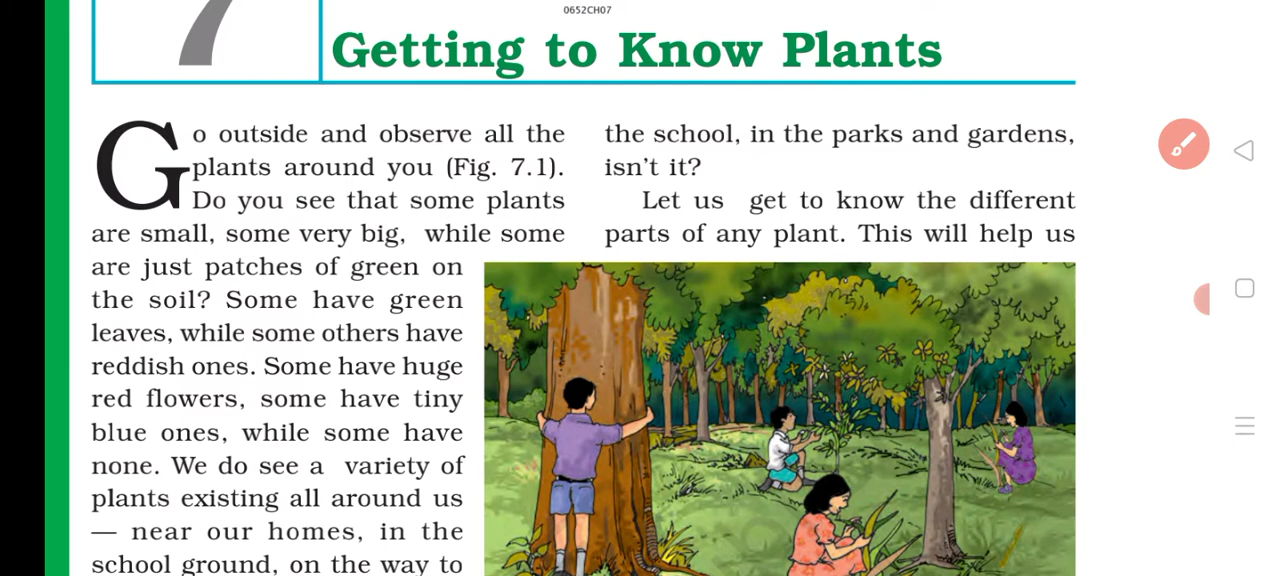 0652CH07
7
Getting to Know Plants
Go outside and observe all the
plants around you (Fig. 7.1).
Do you see that some plants
are small, some very big, while some
are just patches of green on
the soil? Some have green
leaves, while some others have
reddish ones. Some have huge
red flowers, some have tiny
blue ones, while some have
none. We do see a variety of
plants existing all around us
— near our homes, in the
school ground, on the way to
the school, in the parks and gardens,
isn't it?
Let us get to know the different
parts of any plant. This will help us